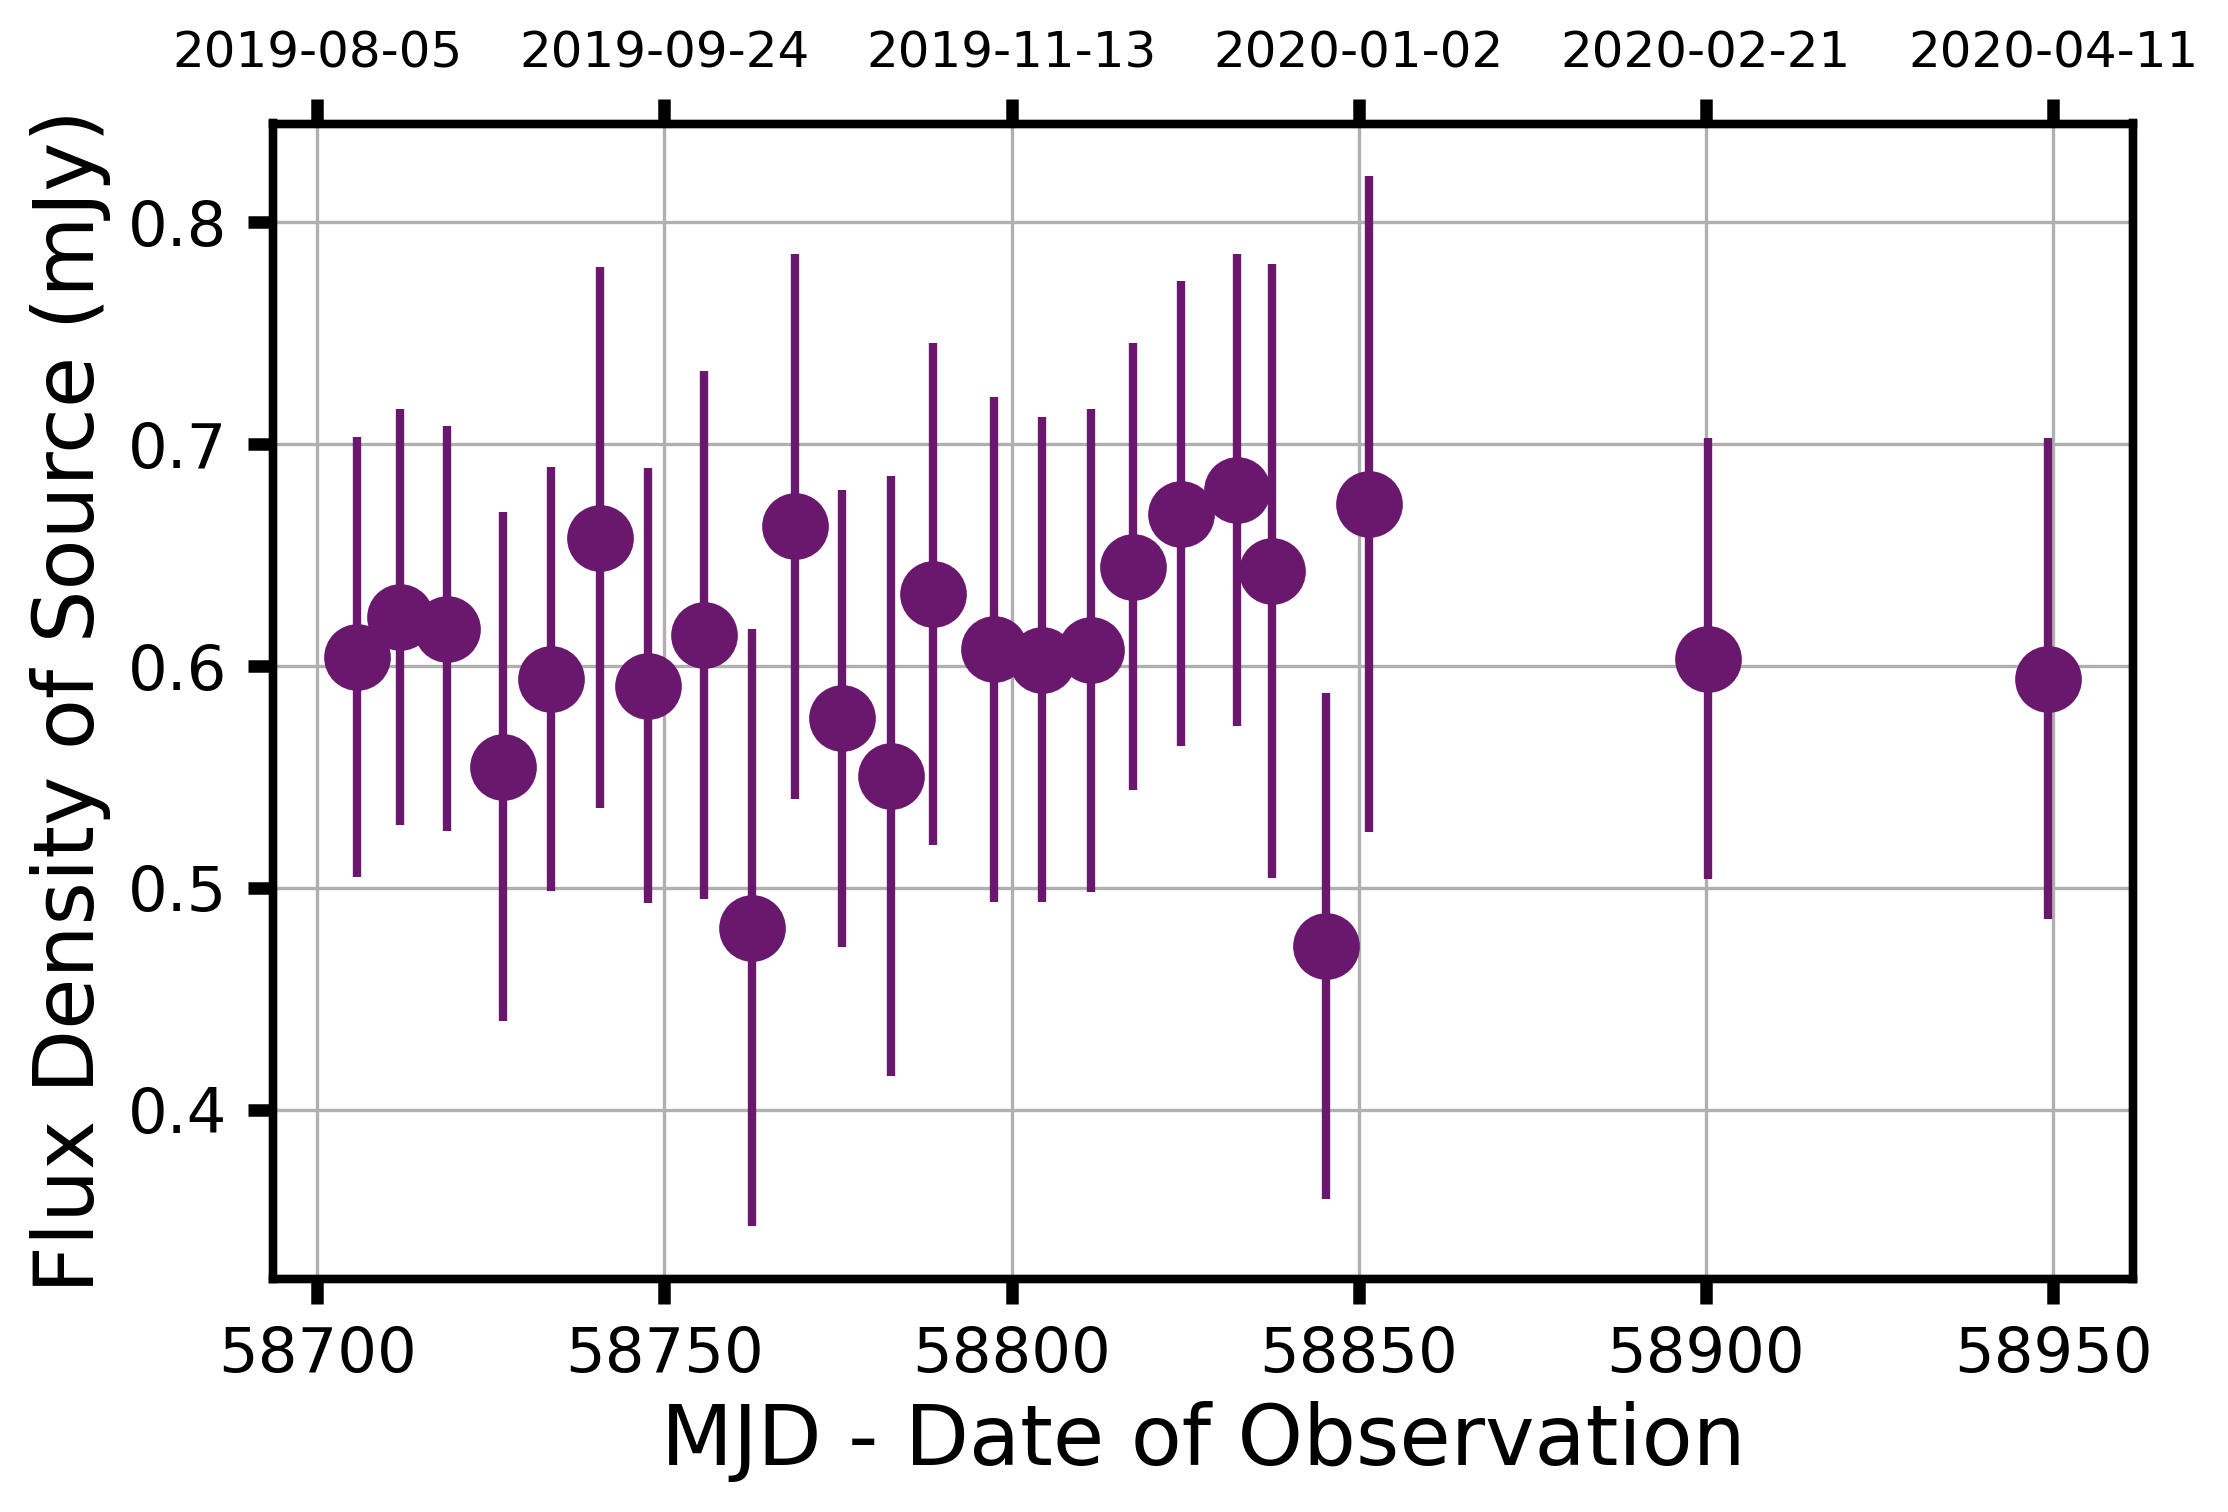 2019-08-05 2019-09-24 2019-11-13 2020-01-02 2020-02-21 2020-04-11
Flux Density of Source (mJy)
0.8
0.7
0.6
0.5
0.4
58700 58750 58800 58850 58900 58950
MJD - Date of Observation